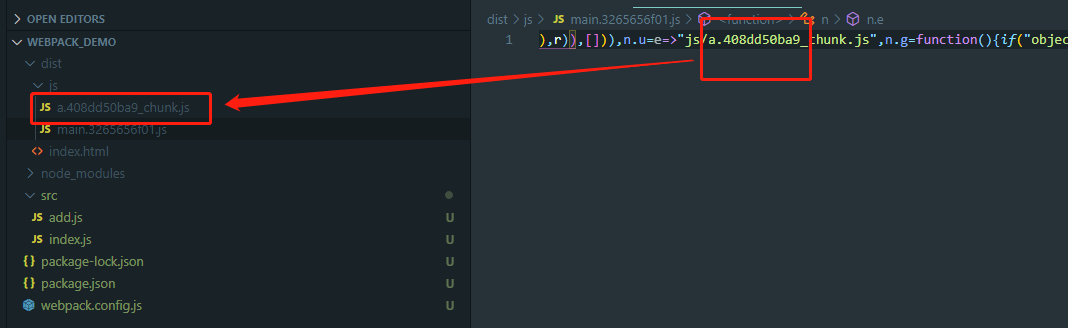 OPEN EDITORS
WEBPACK_DEMO
dist
js
JS a.408dd50ba9_chunk.js
JS main.3265656f01.js
<> index.html
node_modules
src
JS add.js U
JS index.js U
{} package-lock.json U
{} package.json U
webpack.config.js U
dist > js > JS main.3265656f01.js > <function> > n > n.e
1 ),r)),[])),n.u=e=>"js/a.408dd50ba9_chunk.js",n.g=function(){if("objec